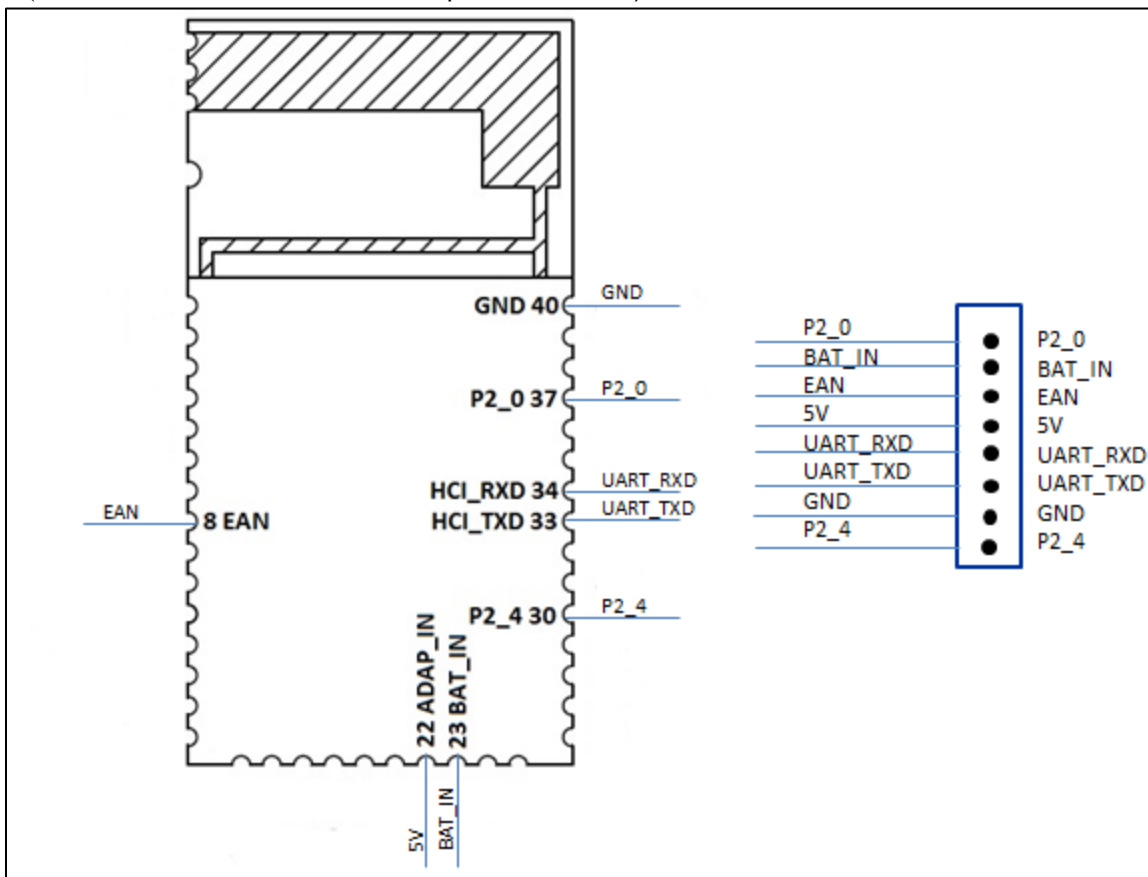 GND 40
GND
P2_0 37
P2_0
HCI_RXD 34
UART_RXD
HCI_TXD 33
UART_TXD
EAN
8 EAN
P2_4 30
P2_4
22 ADAP_IN
23 BAT_IN
5V
BAT_IN
P2_0
BAT_IN
EAN
5V
UART_RXD
UART_TXD
GND
P2_4
P2_0
BAT_IN
EAN
5V
UART_RXD
UART_TXD
GND
P2_4